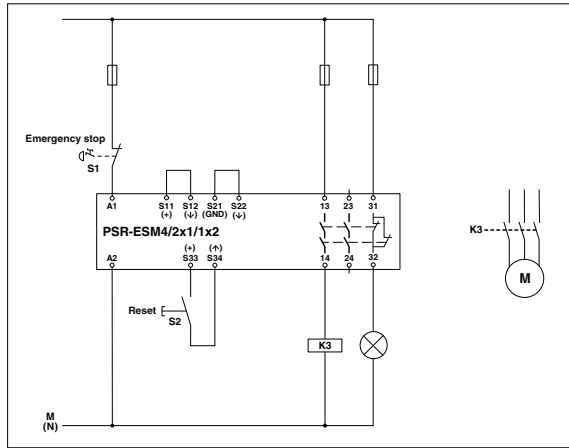 Emergency stop
S1
A1 S11 S12 S21 S22 13 23 31
(+) (↓) (GND) (↓)
PSR-ESM4/2x1/1x2
K3
M
(+) (↑)
A2 S33 S34 14 24 32
Reset
S2
K3
M
(N)